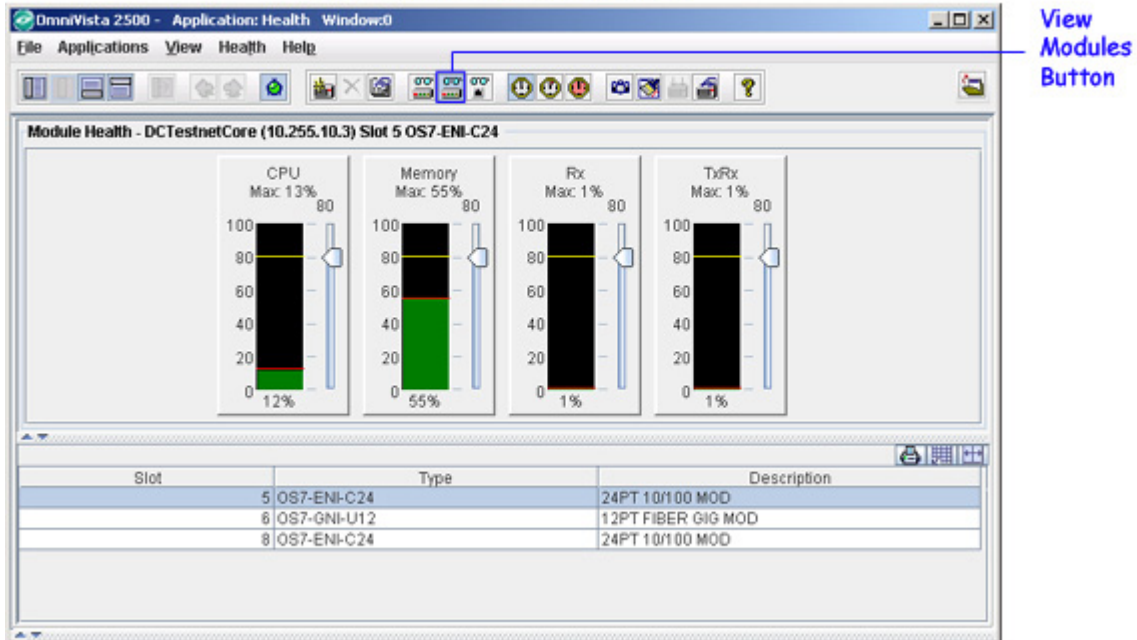 OmniVista 2500 - Application: Health Window:0
View
Modules
Button
File Applications View Health Help
Module Health - DCTestnetCore (10.255.10.3) Slot 5 OS7-ENI-C24
CPU
Max: 13%
80
100
80
60
40
20
0
12%
Memory
Max: 55%
80
100
80
60
40
20
0
55%
Rx
Max: 1%
80
100
80
60
40
20
0
1%
TxRx
Max: 1%
80
100
80
60
40
20
0
1%
Slot Type Description
5 OS7-ENI-C24 24PT 10/100 MOD
6 OS7-GNI-U12 12PT FIBER GIG MOD
8 OS7-ENI-C24 24PT 10/100 MOD